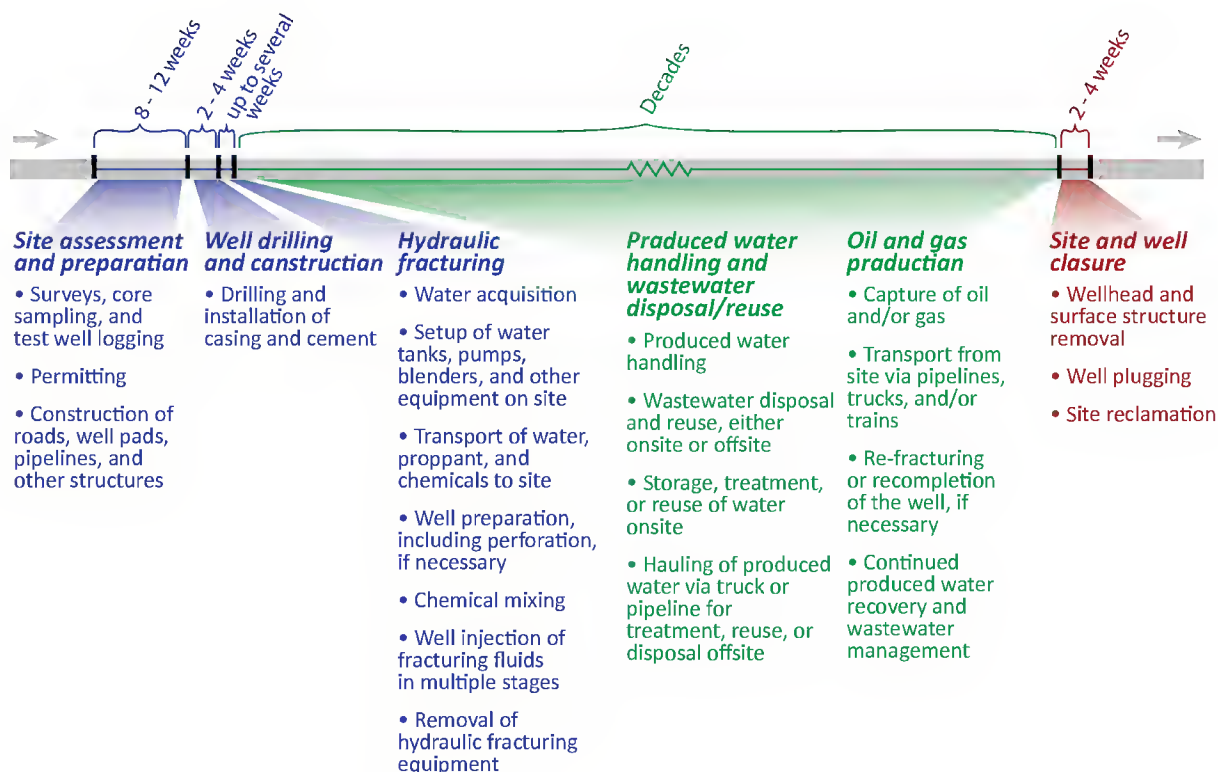 8 - 12 weeks
2 - 4 weeks
up to several
weeks
Decades
2 - 4 weeks
Site assessment
and preparation
• Surveys, core
sampling, and
test well logging
• Permitting
• Construction of
roads, well pads,
pipelines, and
other structures
Well drilling
and canstruction
• Drilling and
installation of
casing and cement
Hydraulic
fracturing
• Water acquisition
• Setup of water
tanks, pumps,
blenders, and other
equipment on site
• Transport of water,
proppant, and
chemicals to site
• Well preparation,
including perforation,
if necessary
• Chemical mixing
• Well injection of
fracturing fluids
in multiple stages
• Removal of
hydraulic fracturing
equipment
Praduced water
handling and
wastewater
disposal/reuse
• Produced water
handling
• Wastewater disposal
and reuse, either
onsite or offsite
• Storage, treatment,
or reuse of water
onsite
• Hauling of produced
water via truck or
pipeline for
treatment, reuse, or
disposal offsite
Oil and gas
productian
• Capture of oil
and/or gas
• Transport from
site via pipelines,
trucks, and/or
trains
• Re-fracturing
or recompletion
of the well, if
necessary
• Continued
produced water
recovery and
wastewater
management
Site and well
clasure
• Wellhead and
surface structure
removal
• Well plugging
• Site reclamation